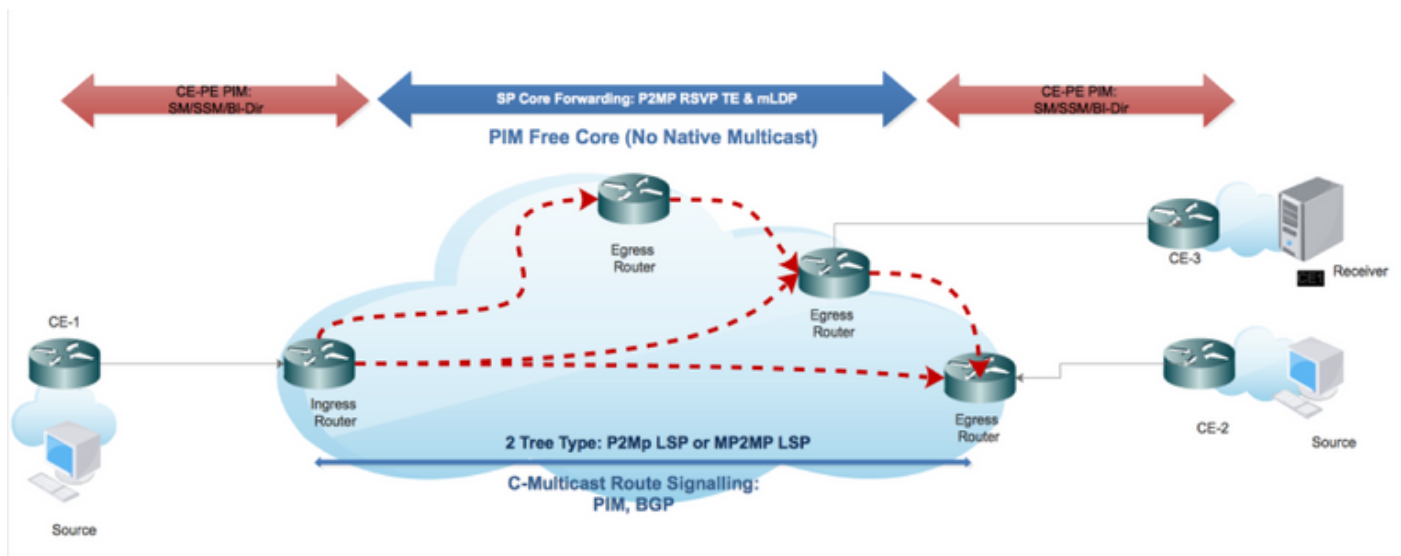 CE-PE PIM:
SM/SSM/BI-Dir
SP Core Forwarding: P2MP RSVP TE & mLDP
CE-PE PIM:
SM/SSM/BI-Dir
PIM Free Core (No Native Multicast)
Egress
Router
CE-3
CE1
Receiver
CE-1
Egress
Router
Ingress
Router
Egress
Router
CE-2
Source
2 Tree Type: P2Mp LSP or MP2MP LSP
C-Multicast Route Signalling:
PIM, BGP
Source